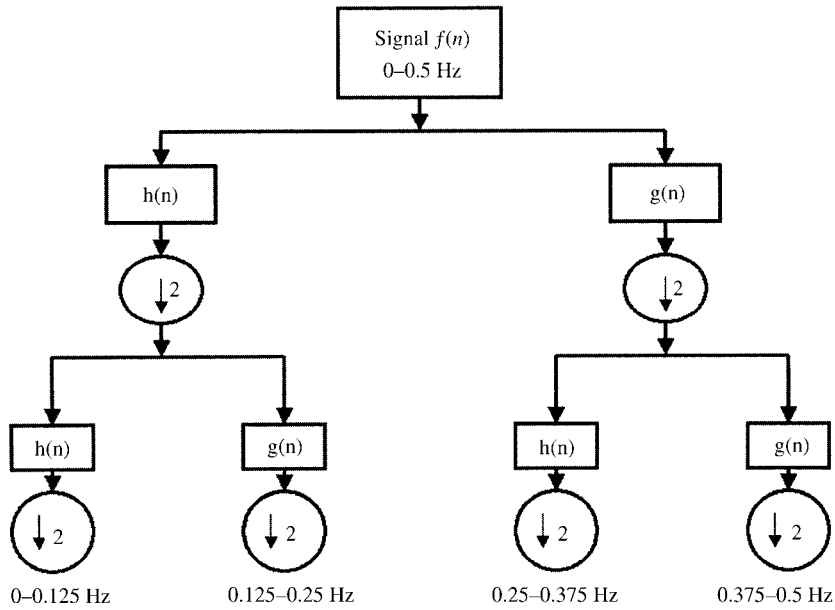 Signal f(n)
0–0.5 Hz
h(n)
g(n)
2
2
h(n)
g(n)
h(n)
g(n)
2
2
2
2
0–0.125 Hz
0.125–0.25 Hz
0.25–0.375 Hz
0.375–0.5 Hz